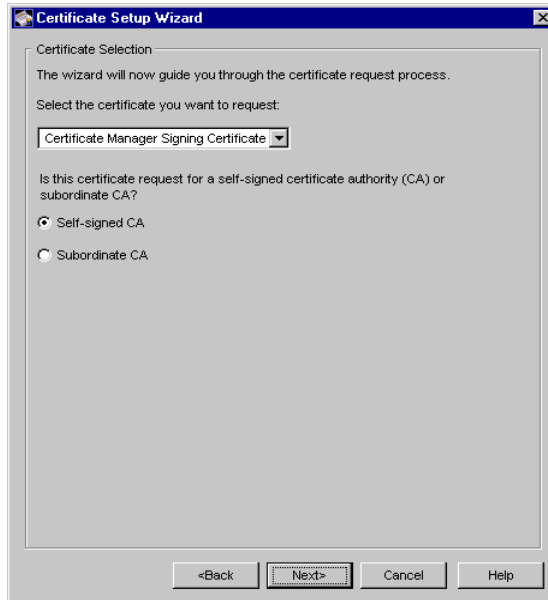 Certificate Setup Wizard
Certificate Selection
The wizard will now guide you through the certificate request process.
Select the certificate you want to request:
Certificate Manager Signing Certificate
Is this certificate request for a self-signed certificate authority (CA) or
subordinate CA?
Self-signed CA
Subordinate CA
<Back Next> Cancel Help